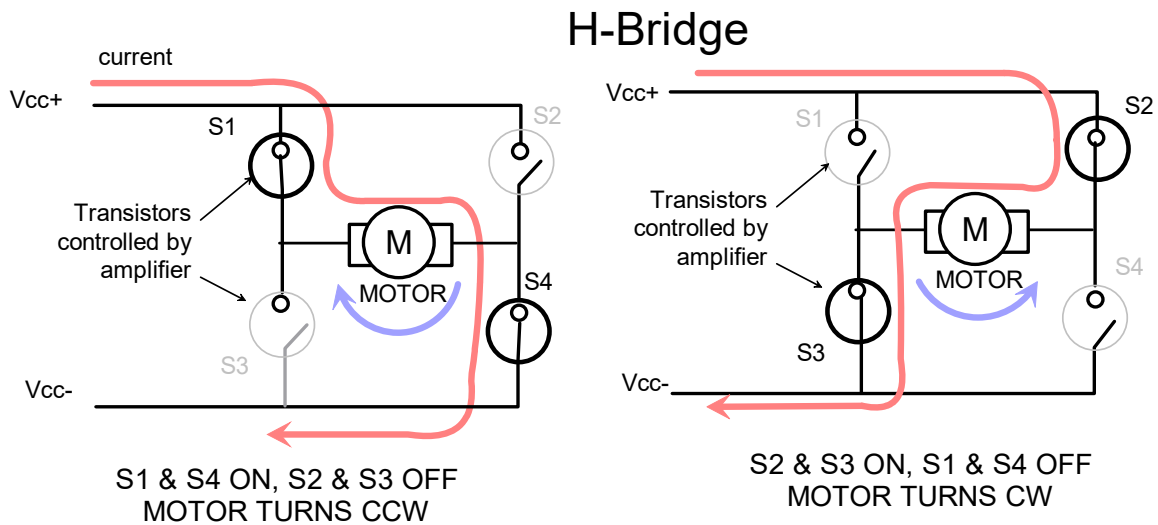 H-Bridge
current
Vcc+
S1
S2
Transistors
controlled by
amplifier
M
MOTOR
S4
S3
Vcc-
S1 & S4 ON, S2 & S3 OFF
MOTOR TURNS CCW
Vcc+
S1
S2
Transistors
controlled by
amplifier
M
MOTOR
S4
S3
Vcc-
S2 & S3 ON, S1 & S4 OFF
MOTOR TURNS CW